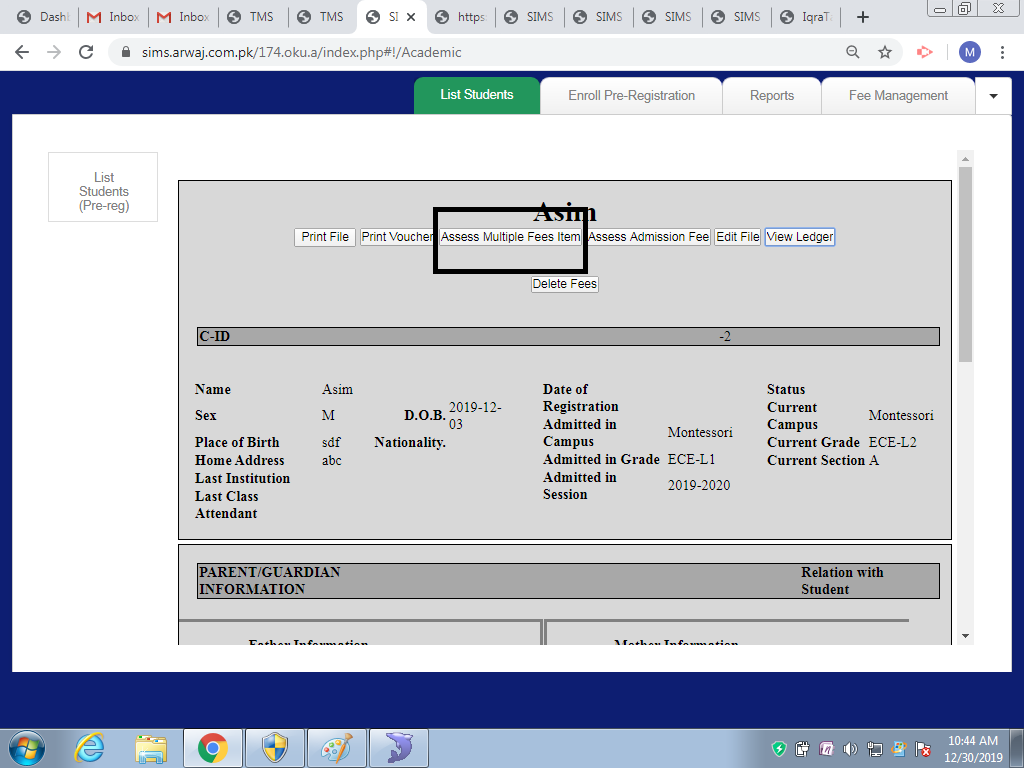 Dashb
Inbox
Inbox
TMS
TMS
SI
https:
SIMS
SIMS
SIMS
SIMS
IqraTa
sims.arwaj.com.pk/174.oku.a/index.php#!/Academic
M
List Students
Enroll Pre-Registration
Reports
Fee Management
List
Students
(Pre-reg)
Asim
Print File
Print Voucher
Assess Multiple Fees Item
Assess Admission Fee
Edit File
View Ledger
Delete Fees
C-ID -2
Name Asim
Sex M D.O.B. 2019-12-
03
Place of Birth sdf Nationality.
Home Address abc
Last Institution
Last Class
Attendant
Date of
Registration
Admitted in
Campus Montessori
Admitted in Grade ECE-L1
Admitted in
Session 2019-2020
Status
Current
Campus Montessori
Current Grade ECE-L2
Current Section A
PARENT/GUARDIAN
INFORMATION
Relation with
Student
Father Information
Mother Information
10:44 AM
12/30/2019